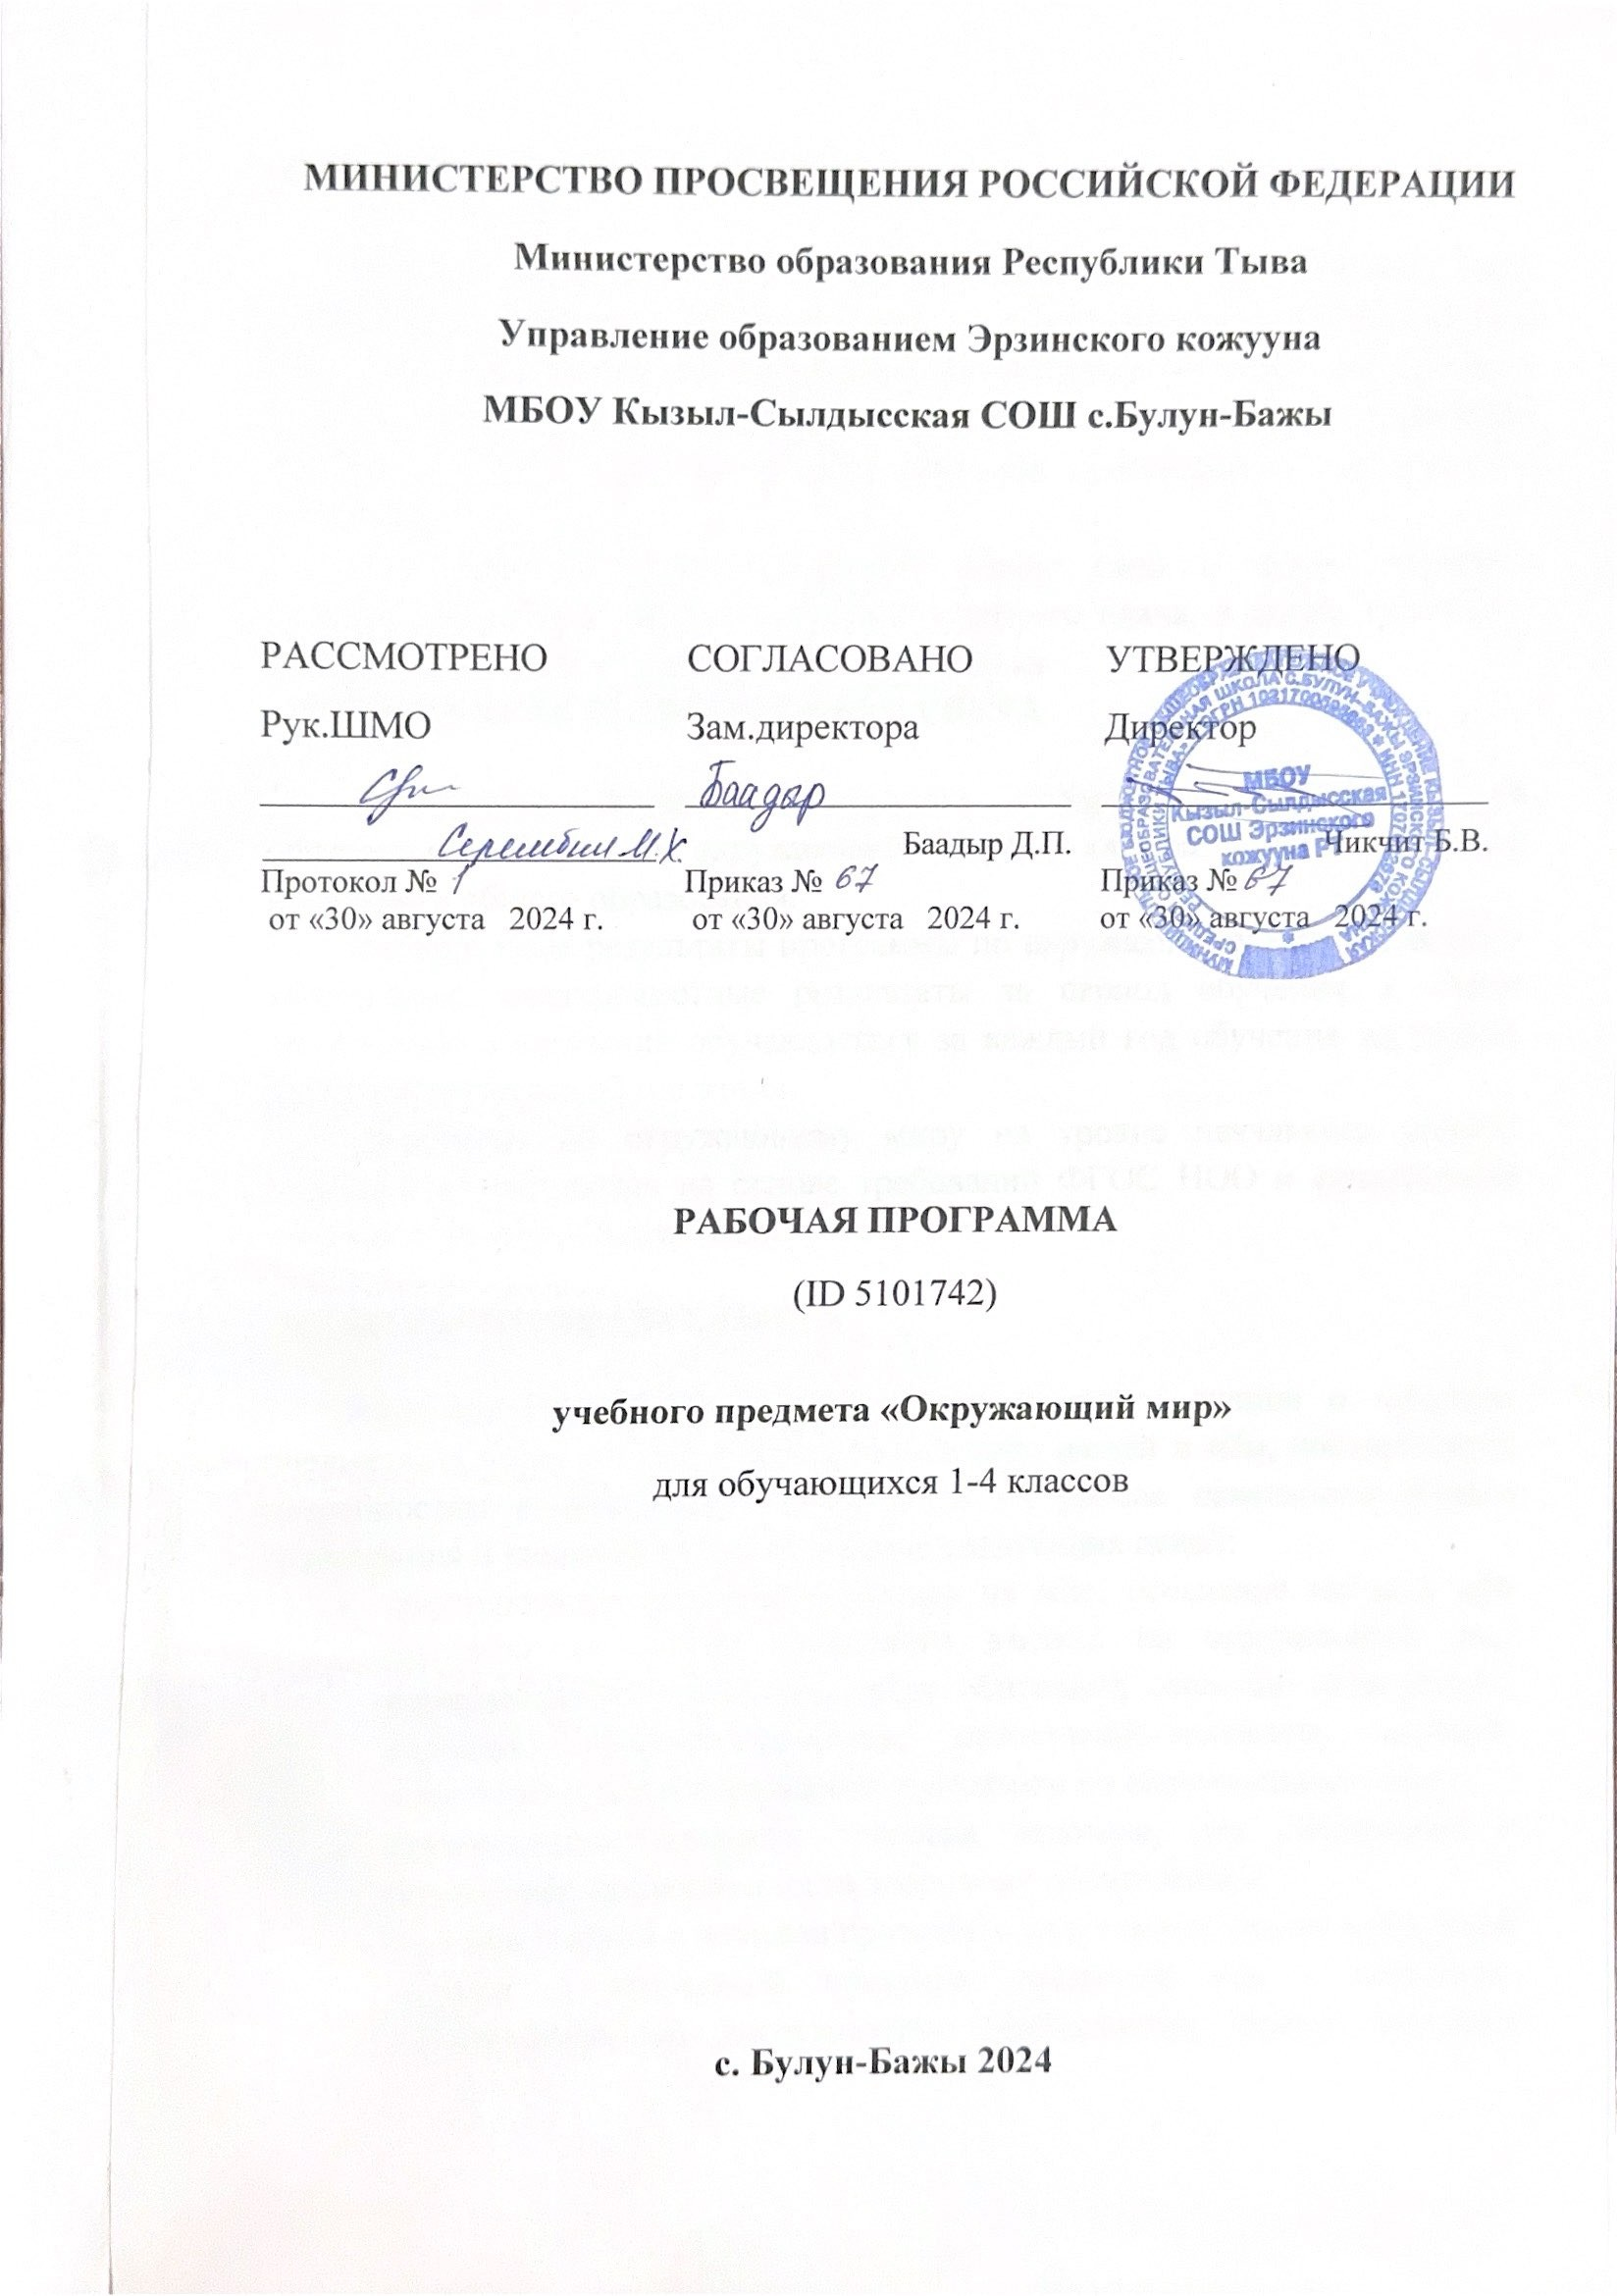 МИНИСТЕРСТВО ПРОСВЕЩЕНИЯ РОССИЙСКОЙ ФЕДЕРАЦИИ
Министерство образования Республики Тыва
Управление образованием Эрзинского кожууна
МБОУ Кызыл-Сылдысская СОШ с.Булун-Бажы
РАССМОТРЕНО
Рук.ШМО
Серембил М.Х.
Протокол № 1
от «30» августа 2024 г.
СОГЛАСОВАНО
Зам.директора
Баадыр
Баадыр Д.П.
Приказ № 67
от «30» августа 2024 г.
УТВЕРЖДЕНО
Директор
Чикчит Б.В.
Приказ № 67
от «30» августа 2024 г.
МБОУ
Кызыл-Сылдысская
СОШ Эрзинского
кожууна РТ
РАБОЧАЯ ПРОГРАММА
(ID 5101742)
учебного предмета «Окружающий мир»
для обучающихся 1-4 классов
с. Булун-Бажы 2024